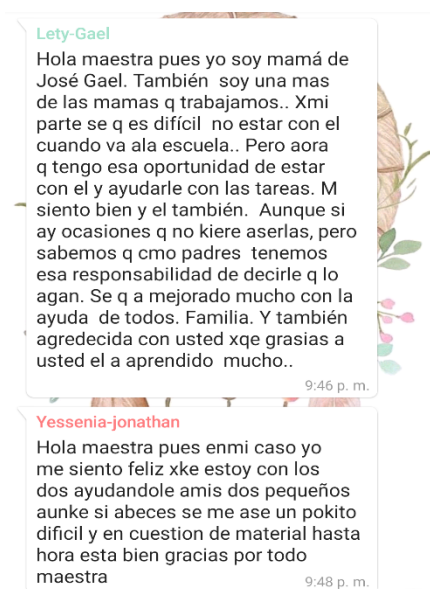 Lety-Gael
Hola maestra pues yo soy mamá de
José Gael. También  soy una mas
de las mamas q trabajamos.. Xmi
parte se q es difícil  no estar con el
cuando va ala escuela.. Pero aora
q tengo esa oportunidad de estar
con el y ayudarle con las tareas. M
siento bien y el también.  Aunque si
ay ocasiones q no kiere aserlas, pero
sabemos q cmo padres  tenemos
esa responsabilidad de decirle q lo
agan. Se q a mejorado mucho con la
ayuda  de todos. Familia. Y también
agredecida con usted xqe grasias a
usted el a aprendido  mucho..
9:46 p. m.
Yessenia-jonathan
Hola maestra pues enmi caso yo
me siento feliz xke estoy con los
dos ayudandole amis dos pequeños
aunke si abeces se me ase un pokito
dificil y en cuestion de material hasta
hora esta bien gracias por todo
maestra
9:48 p. m.